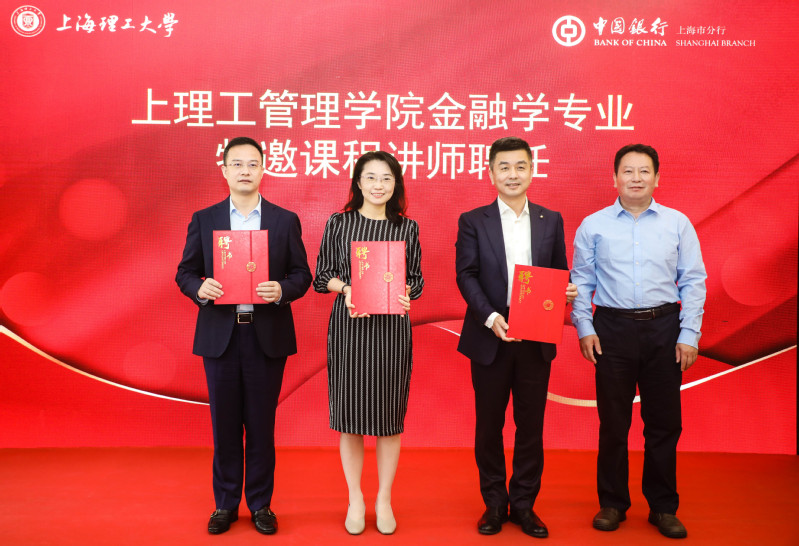 上海理工大學
中国銀行 上海市分行
BANK OF CHINA SHANGHAI BRANCH
上理工管理学院金融学专业
特邀课程讲师聘任
聘书
聘书
聘书